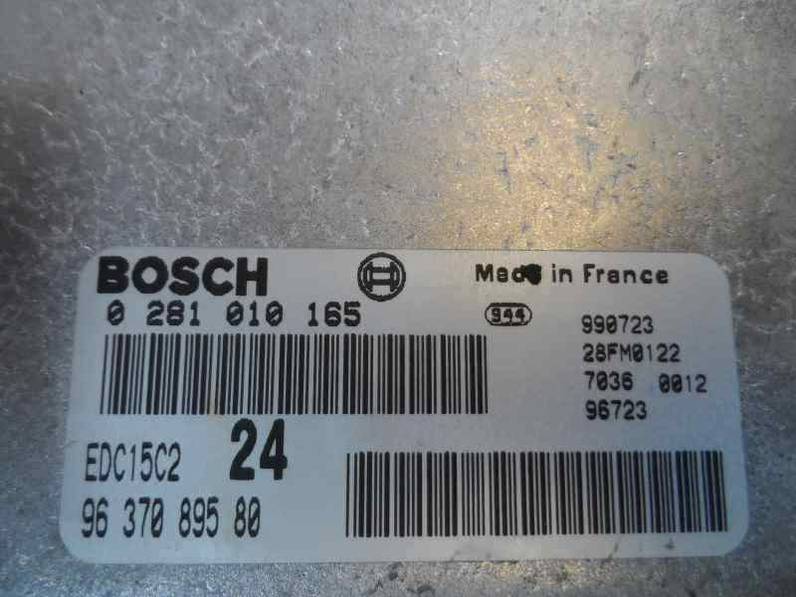 BOSCH
Made in France
0 281 010 165
944
990723
28FM0122
7036 0012
96723
EDC15C2
24
96 370 895 80